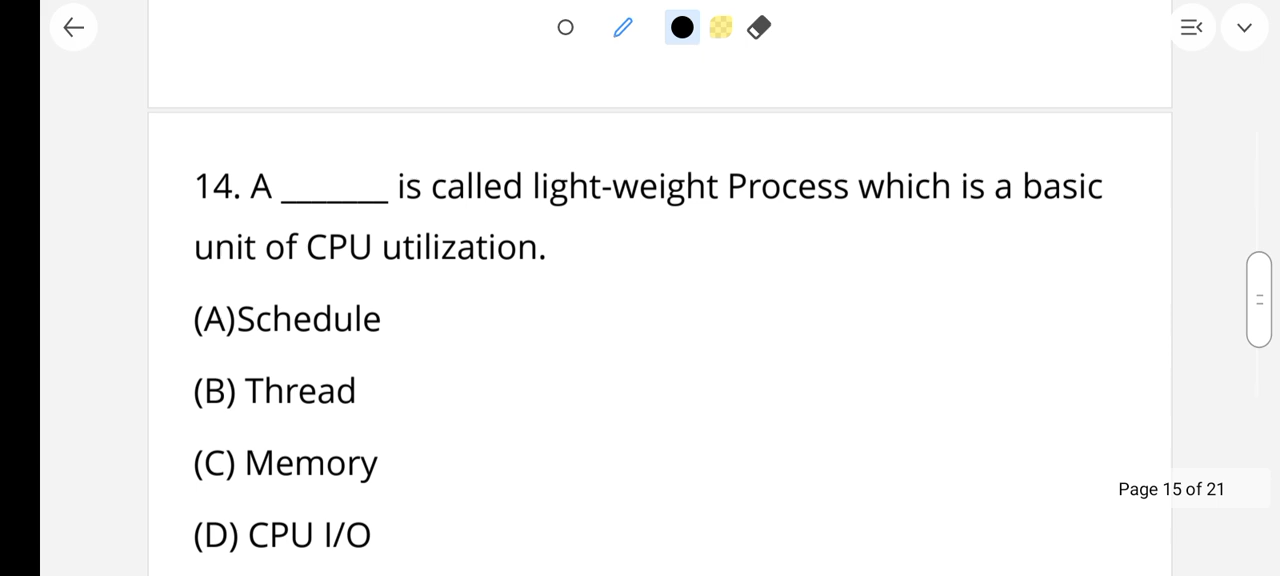 14. A _______ is called light-weight Process which is a basic
unit of CPU utilization.
(A)Schedule
(B) Thread
(C) Memory
(D) CPU I/O
Page 15 of 21